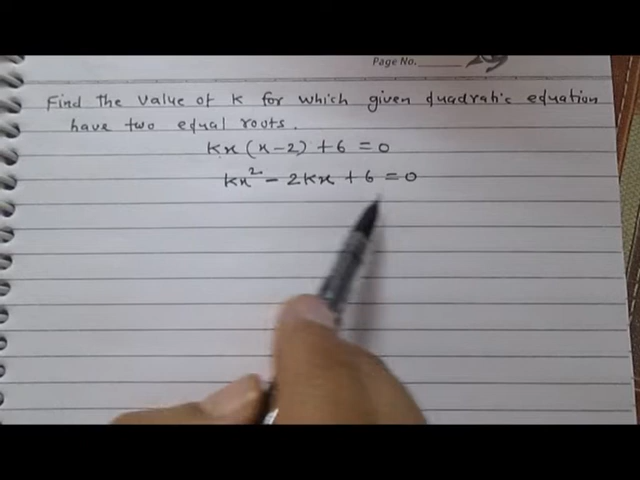 Page No.
Find the value of k for which given quadratic equation
have two equal roots.
kx(x-2) +6 =0
kx² - 2kx +6 =0